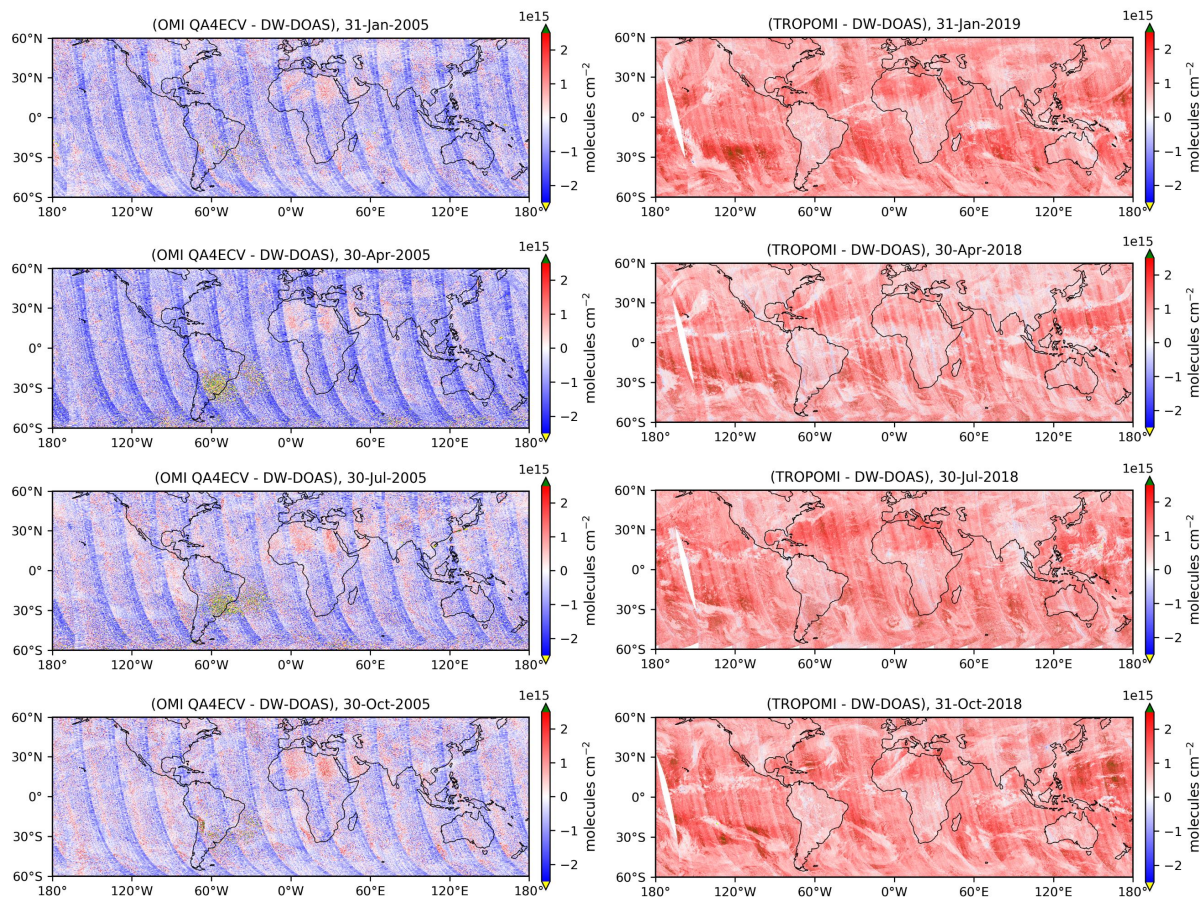 (OMI QA4ECV - DW-DOAS), 31-Jan-2005
1e15
60°N
30°N
0°
30°S
60°S
180°
120°W
60°W
0°W
60°E
120°E
180°
2
1
0
−1
−2
molecules cm⁻²
(TROPOMI - DW-DOAS), 31-Jan-2019
1e15
60°N
30°N
0°
30°S
60°S
180°
120°W
60°W
0°W
60°E
120°E
180°
2
1
0
−1
−2
molecules cm⁻²
(OMI QA4ECV - DW-DOAS), 30-Apr-2005
1e15
60°N
30°N
0°
30°S
60°S
180°
120°W
60°W
0°W
60°E
120°E
180°
2
1
0
−1
−2
molecules cm⁻²
(TROPOMI - DW-DOAS), 30-Apr-2018
1e15
60°N
30°N
0°
30°S
60°S
180°
120°W
60°W
0°W
60°E
120°E
180°
2
1
0
−1
−2
molecules cm⁻²
(OMI QA4ECV - DW-DOAS), 30-Jul-2005
1e15
60°N
30°N
0°
30°S
60°S
180°
120°W
60°W
0°W
60°E
120°E
180°
2
1
0
−1
−2
molecules cm⁻²
(TROPOMI - DW-DOAS), 30-Jul-2018
1e15
60°N
30°N
0°
30°S
60°S
180°
120°W
60°W
0°W
60°E
120°E
180°
2
1
0
−1
−2
molecules cm⁻²
(OMI QA4ECV - DW-DOAS), 30-Oct-2005
1e15
60°N
30°N
0°
30°S
60°S
180°
120°W
60°W
0°W
60°E
120°E
180°
2
1
0
−1
−2
molecules cm⁻²
(TROPOMI - DW-DOAS), 31-Oct-2018
1e15
60°N
30°N
0°
30°S
60°S
180°
120°W
60°W
0°W
60°E
120°E
180°
2
1
0
−1
−2
molecules cm⁻²